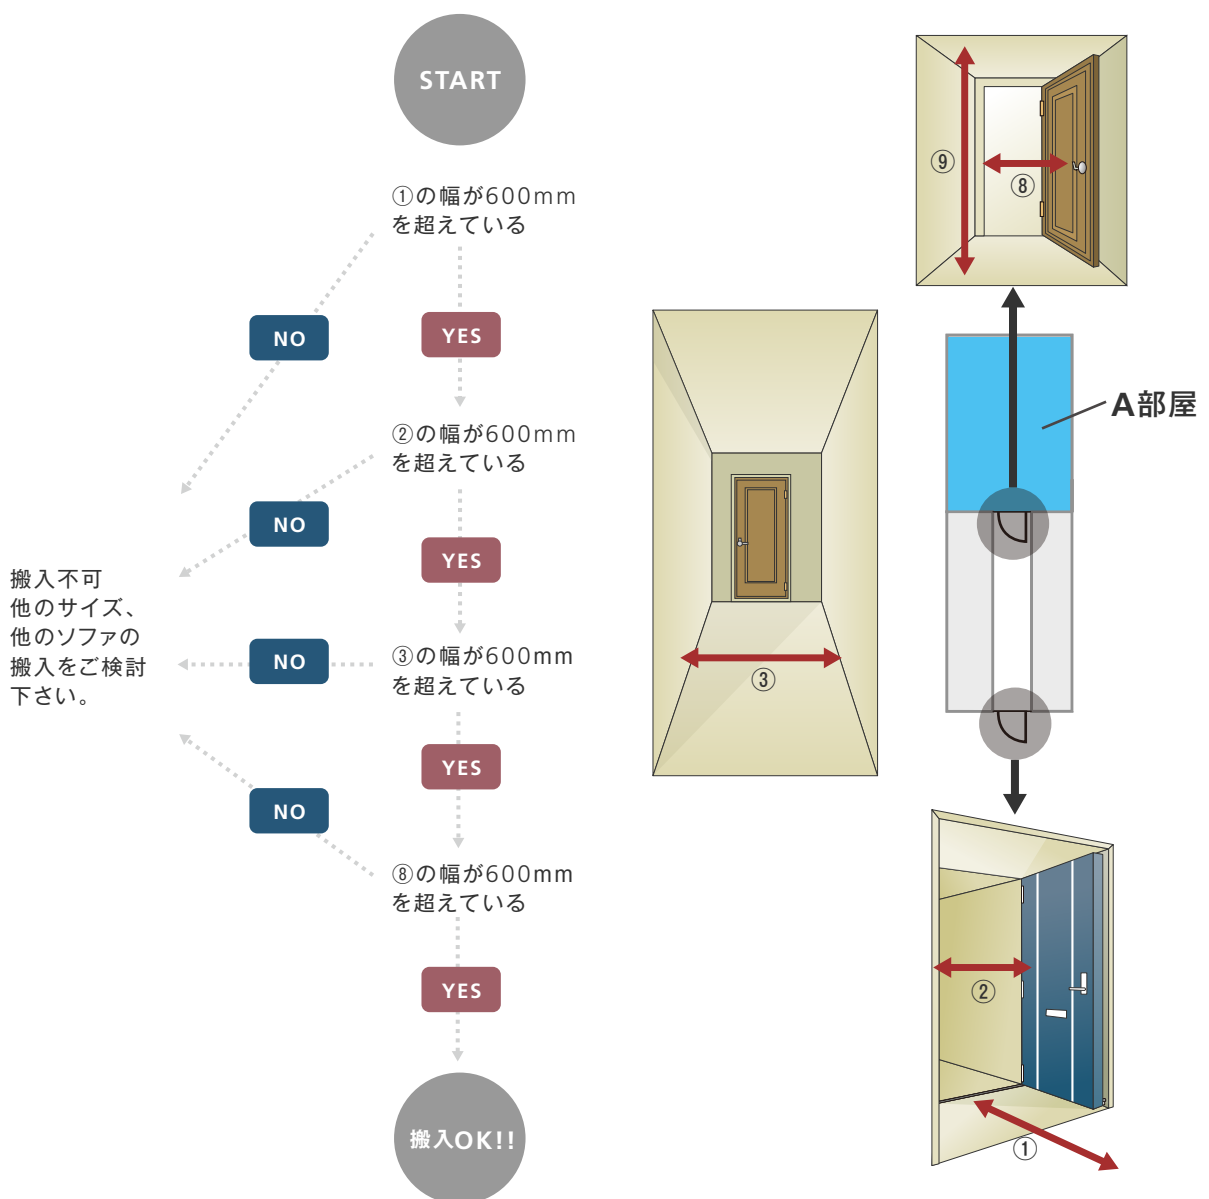 START
①の幅が600mm
を超えている
NO
YES
②の幅が600mm
を超えている
NO
YES
搬入不可
他のサイズ、
他のソファの
搬入をご検討
下さい。
③の幅が600mm
を超えている
NO
YES
⑧の幅が600mm
を超えている
NO
YES
搬入OK!!
③
⑨
⑧
A部屋
②
①